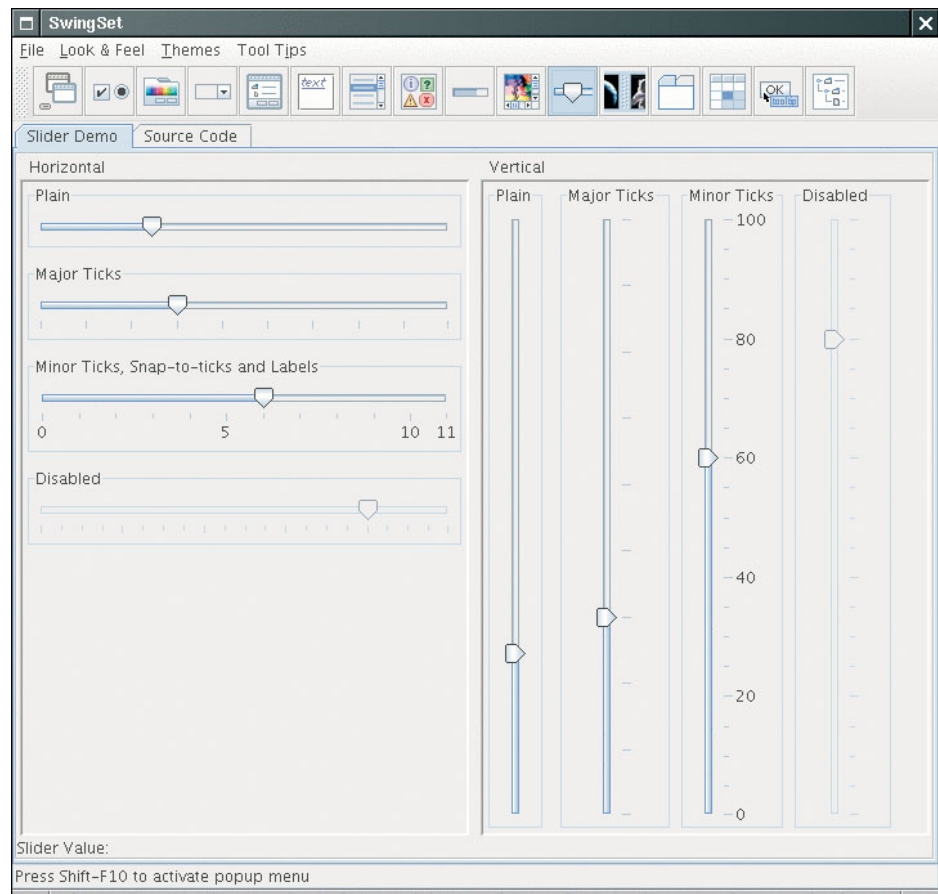 SwingSet
File Look & Feel Themes Tool Tips
text
OK
tooltip
Slider Demo Source Code
Horizontal
Plain
Major Ticks
Minor Ticks, Snap-to-ticks and Labels
0 5 10 11
Disabled
Vertical
Plain Major Ticks Minor Ticks Disabled
100
80
60
40
20
0
Slider Value:
Press Shift-F10 to activate popup menu